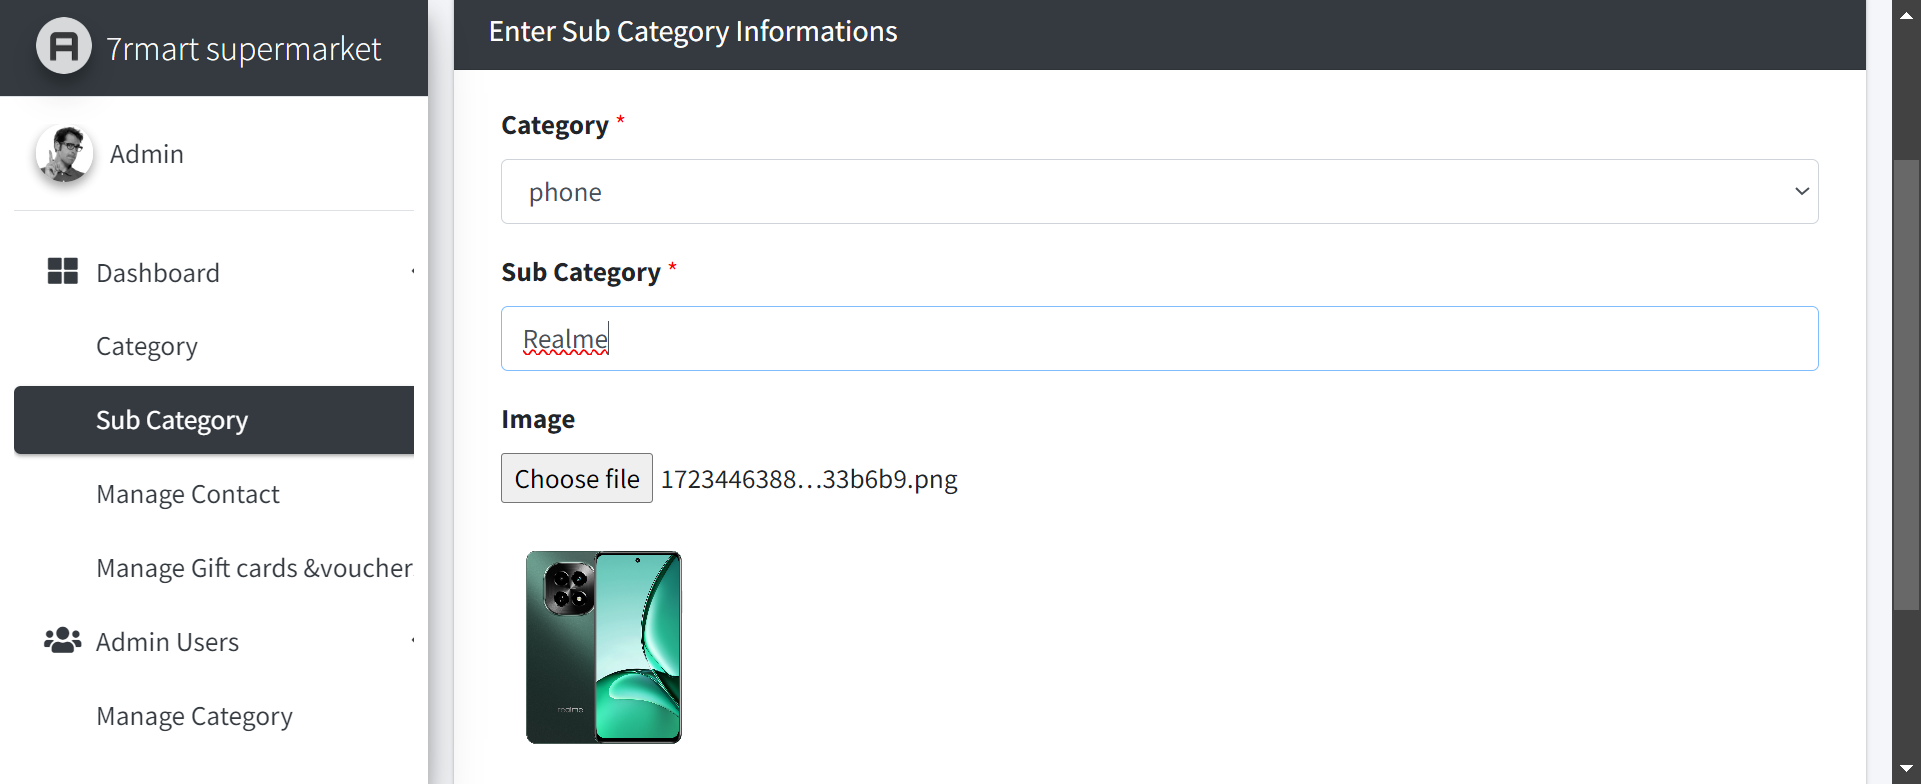 7rmart supermarket
Admin
Dashboard
Category
Sub Category
Manage Contact
Manage Gift cards &voucher
Admin Users
Manage Category
Enter Sub Category Informations
Category *
phone
Sub Category *
Realme
Image
Choose file 1723446388...33b6b9.png
realme